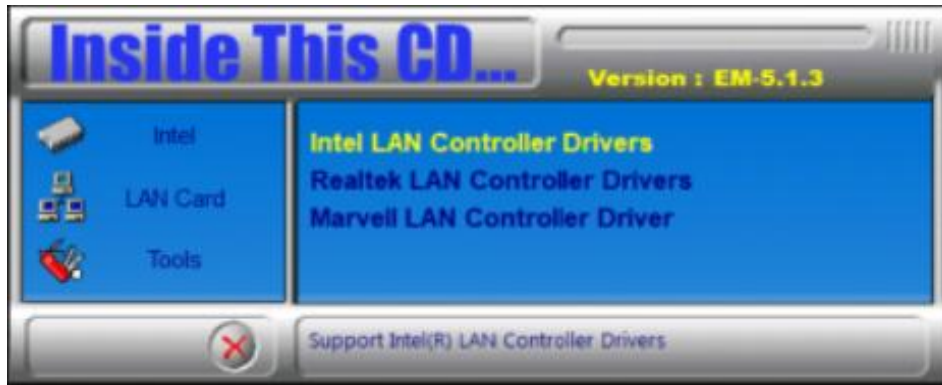 Inside This CD...
Version : EM-5.1.3
Intel
LAN Card
Tools
Intel LAN Controller Drivers
Realtek LAN Controller Drivers
Marvell LAN Controller Driver
Support Intel(R) LAN Controller Drivers